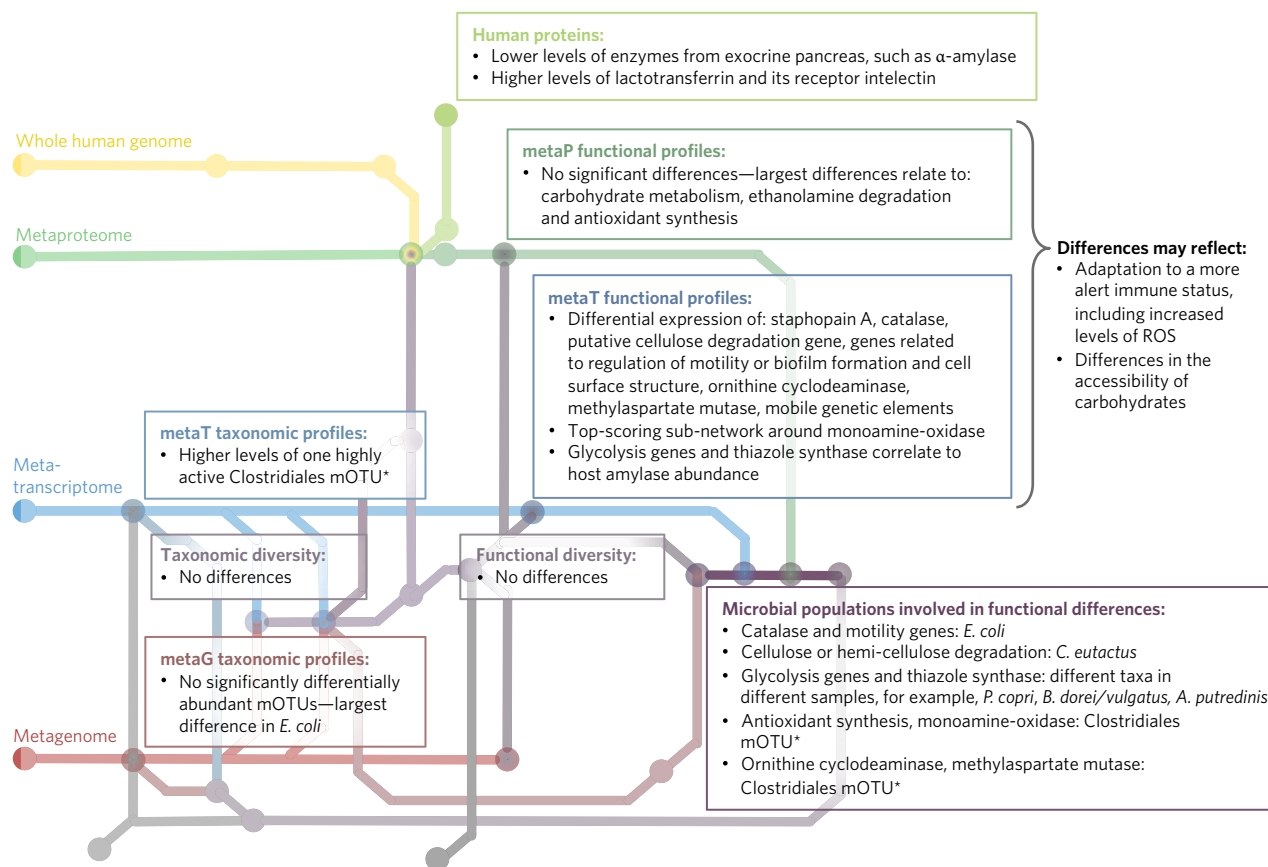 Human proteins:
• Lower levels of enzymes from exocrine pancreas, such as α-amylase
• Higher levels of lactotransferrin and its receptor intelectin
Whole human genome
metaP functional profiles:
• No significant differences—largest differences relate to:
carbohydrate metabolism, ethanolamine degradation
and antioxidant synthesis
Metaproteome
Differences may reflect:
• Adaptation to a more
alert immune status,
including increased
levels of ROS
• Differences in the
accessibility of
carbohydrates
metaT functional profiles:
• Differential expression of: staphopain A, catalase,
putative cellulose degradation gene, genes related
to regulation of motility or biofilm formation and cell
surface structure, ornithine cyclodeaminase,
methylaspartate mutase, mobile genetic elements
• Top-scoring sub-network around monoamine-oxidase
• Glycolysis genes and thiazole synthase correlate to
host amylase abundance
metaT taxonomic profiles:
• Higher levels of one highly
active Clostridiales mOTU*
Meta-
transcriptome
Taxonomic diversity:
• No differences
Functional diversity:
• No differences
Microbial populations involved in functional differences:
• Catalase and motility genes: E. coli
• Cellulose or hemi-cellulose degradation: C. eutactus
• Glycolysis genes and thiazole synthase: different taxa in
different samples, for example, P. copri, B. dorei/vulgatus, A. putredinis
• Antioxidant synthesis, monoamine-oxidase: Clostridiales
mOTU*
• Ornithine cyclodeaminase, methylaspartate mutase:
Clostridiales mOTU*
metaG taxonomic profiles:
• No significantly differentially
abundant mOTUs—largest
difference in E. coli
Metagenome